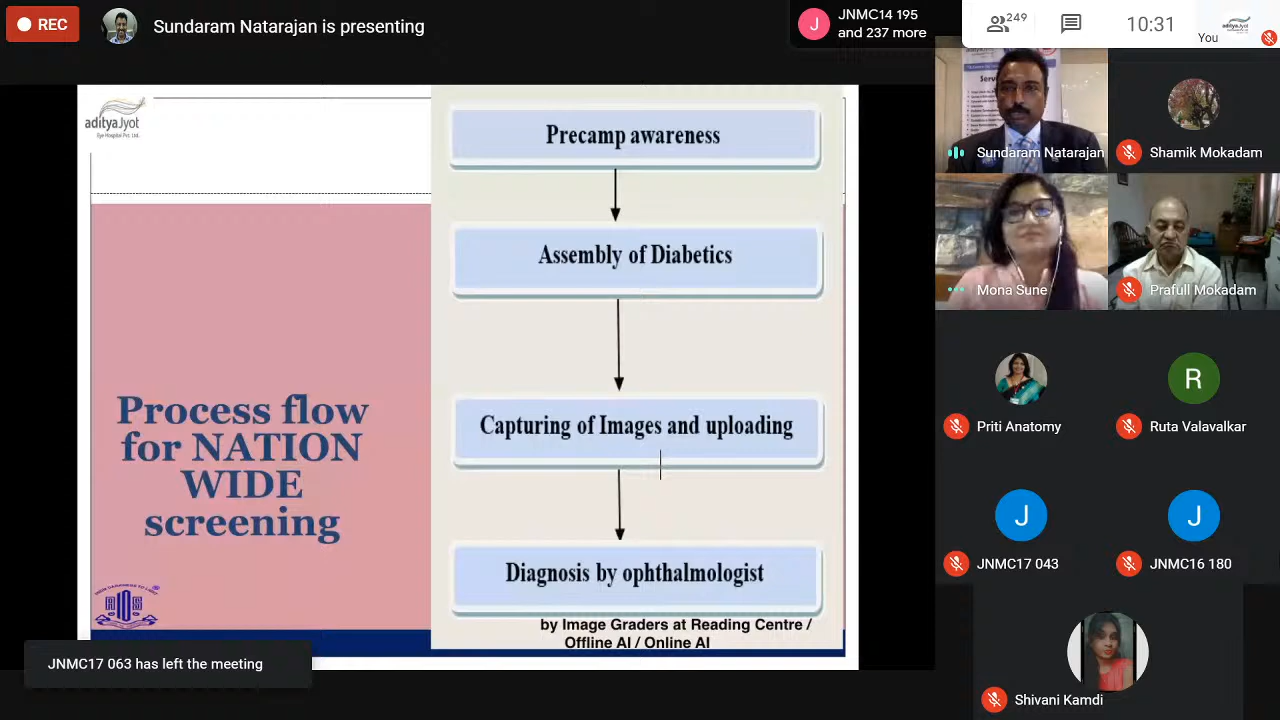 REC
Sundaram Natarajan is presenting
JNMC14 195
and 237 more
249
10:31
You
adityaJyot
Eye Hospital Pvt. Ltd.
Precamp awareness
Assembly of Diabetics
Capturing of Images and uploading
Diagnosis by ophthalmologist
by Image Graders at Reading Centre /
Offline AI / Online AI
Process flow
for NATION
WIDE
screening
JNMC17 063 has left the meeting
J
Sundaram Natarajan
Shamik Mokadam
Mona Sune
Prafull Mokadam
Priti Anatomy
R
Ruta Valavalkar
J
JNMC17 043
J
JNMC16 180
Shivani Kamdi